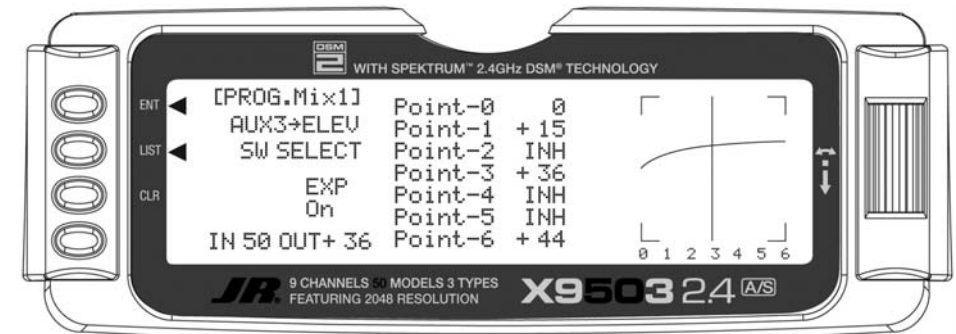 DSM
2
WITH SPEKTRUM™ 2.4GHz DSM® TECHNOLOGY
ENT
LIST
CLR
[PROG.Mix1]
AUX3→ELEV
SW SELECT
EXP
On
IN 50 OUT+ 36
Point-0 0
Point-1 + 15
Point-2 INH
Point-3 + 36
Point-4 INH
Point-5 INH
Point-6 + 44
0 1 2 3 4 5 6
JR®
9 CHANNELS 50 MODELS 3 TYPES
FEATURING 2048 RESOLUTION
X9503 2.4 A/S